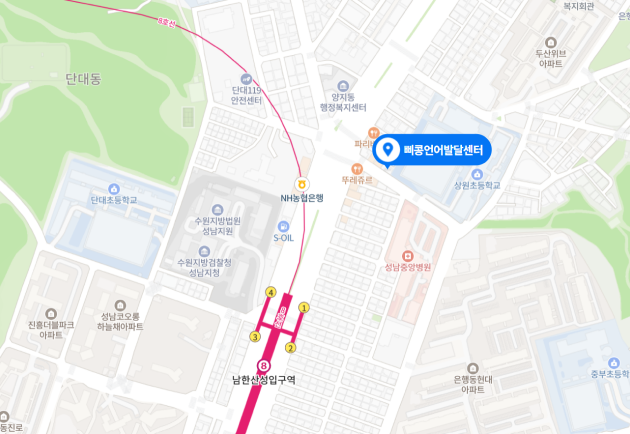 복지회관
은행
8호선
두산위브
아파트
단대동
단대119
안전센터
양지동
행정복지센터
파리바
삐콩언어발달센터
뚜레쥬르
상원초등학교
단대초등학교
NH농협은행
수원지방법원
성남지원
S-OIL
수원지방검찰청
성남지청
성남중앙병원
4
1
진흥더블파크
아파트
성남코오롱
하늘채아파트
3
2
8
남한산성입구역
은행동현대
아파트
중부초등학
동진로